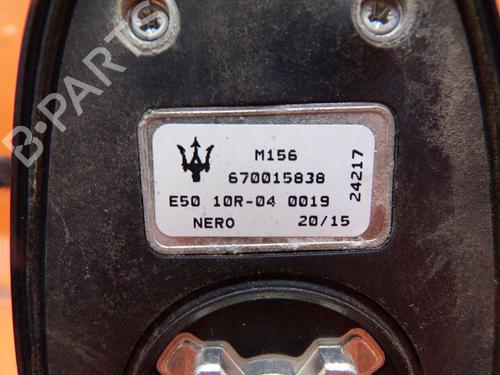 B-PARTS
M156
670015838
E50 10R-04 0019
NERO 20/15
24217